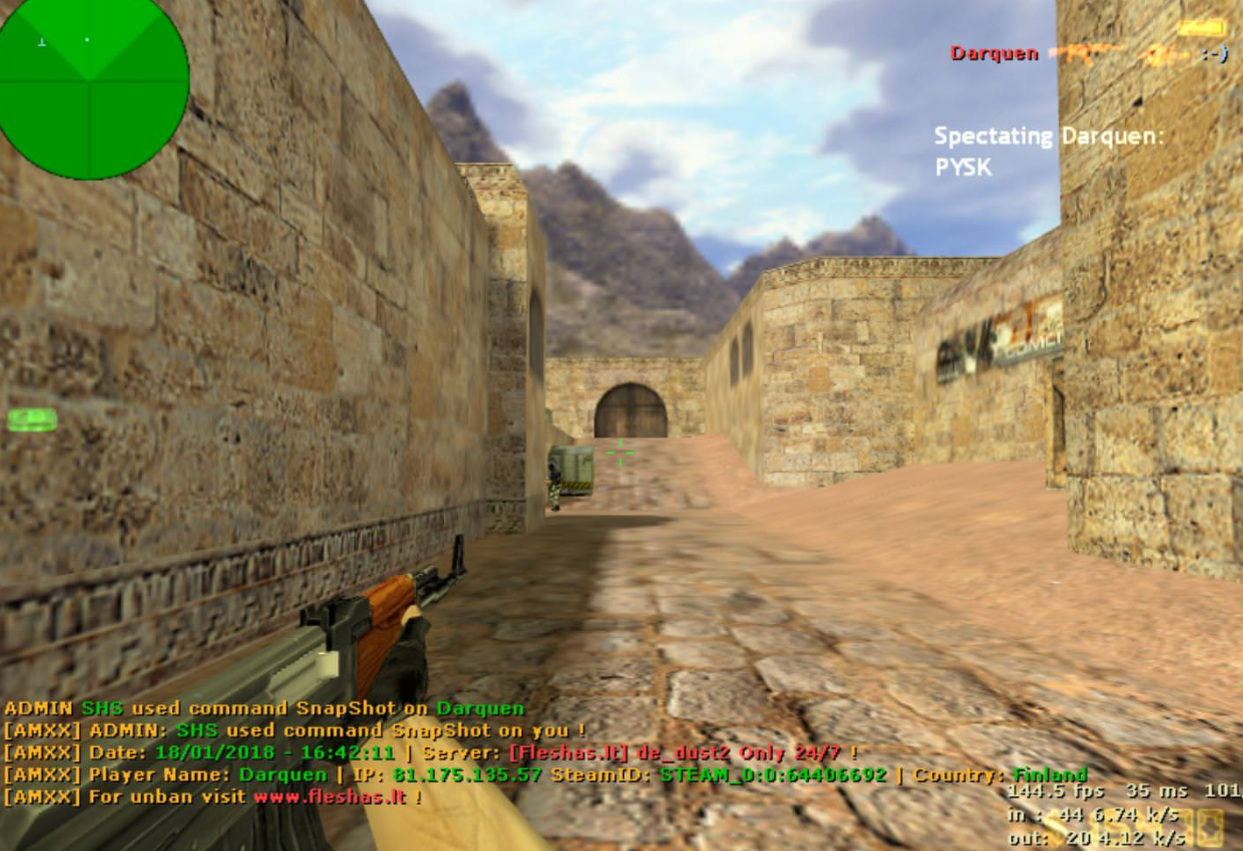 Darquen :-)
Spectating Darquen:
PYSK
ADMIN SHS used command SnapShot on Darquen
[AMXX] ADMIN: SHS used command SnapShot on you !
[AMXX] Date: 18/01/2018 - 16:42:11 | Server: [Fleshas.lt] de_dust2 Only 24/7 !
[AMXX] Player Name: Darquen | IP: 81.175.135.57 SteamID: STEAM_0:0:64406692 | Country: Finland
[AMXX] For unban visit www.fleshas.lt !
144.5 fps 35 ms 101
in : 44 6.74 k/s
out: 20 4.12 k/s